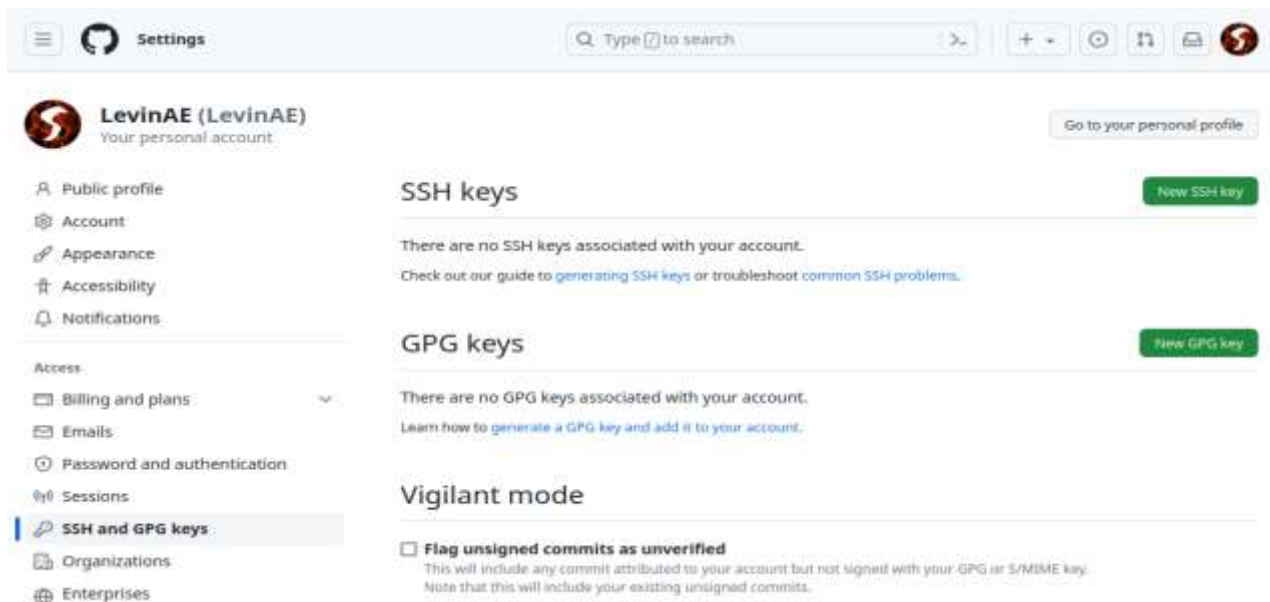 Settings
Type / to search
LevinAE (LevinAE)
Your personal account
Go to your personal profile
Public profile
Account
Appearance
Accessibility
Notifications
Access
Billing and plans
Emails
Password and authentication
Sessions
SSH and GPG keys
Organizations
Enterprises
SSH keys
New SSH key
There are no SSH keys associated with your account.
Check out our guide to generating SSH keys or troubleshoot common SSH problems.
GPG keys
New GPG key
There are no GPG keys associated with your account.
Learn how to generate a GPG key and add it to your account.
Vigilant mode
Flag unsigned commits as unverified
This will include any commit attributed to your account but not signed with your GPG or S/MIME key.
Note that this will include your existing unsigned commits.